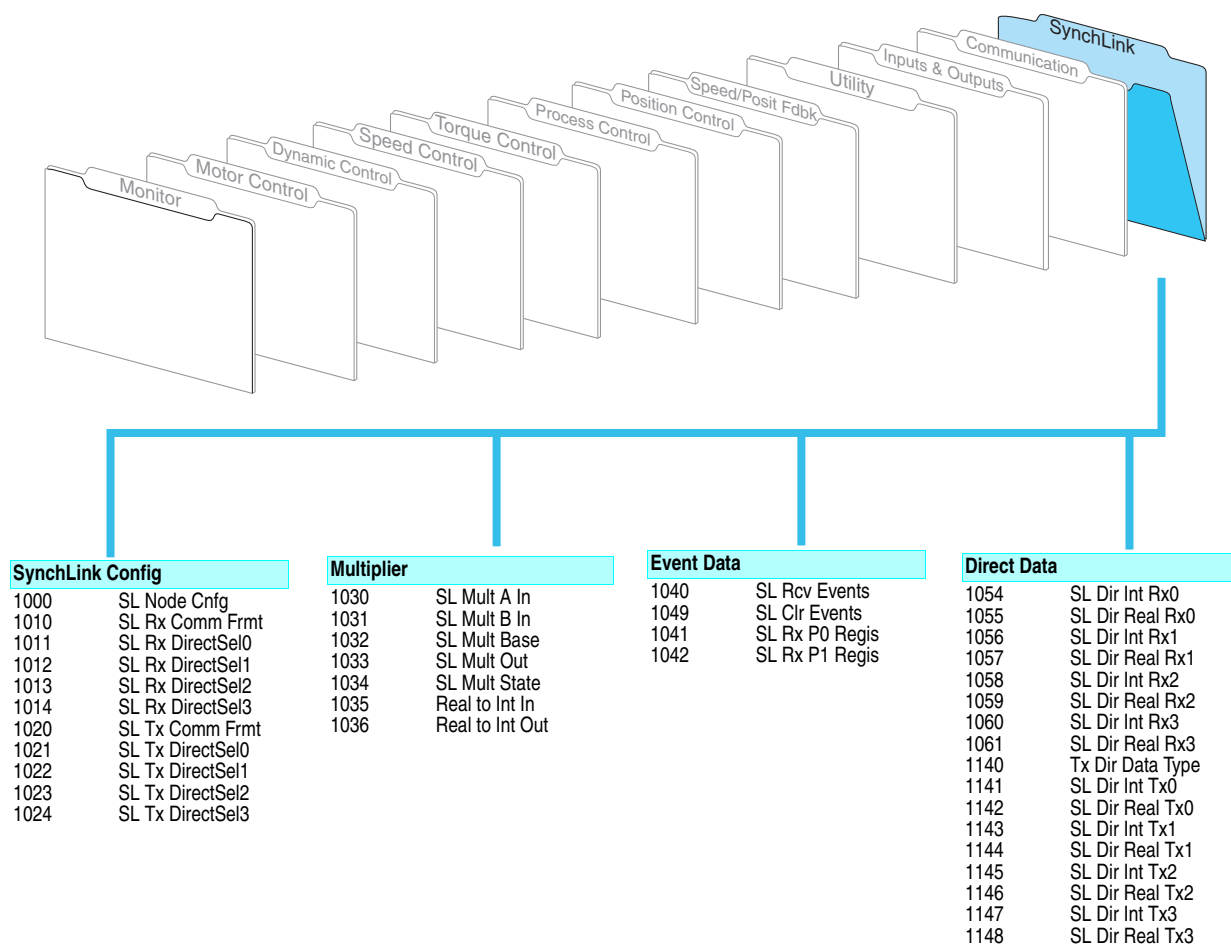 Monitor
Motor Control
Dynamic Control
Speed Control
Torque Control
Process Control
Position Control
Speed/Posit Fdbk
Utility
Inputs & Outputs
Communication
SynchLink
SynchLink Config
1000 SL Node Cnfg
1010 SL Rx Comm Frmt
1011 SL Rx DirectSel0
1012 SL Rx DirectSel1
1013 SL Rx DirectSel2
1014 SL Rx DirectSel3
1020 SL Tx Comm Frmt
1021 SL Tx DirectSel0
1022 SL Tx DirectSel1
1023 SL Tx DirectSel2
1024 SL Tx DirectSel3
Multiplier
1030 SL Mult A In
1031 SL Mult B In
1032 SL Mult Base
1033 SL Mult Out
1034 SL Mult State
1035 Real to Int In
1036 Real to Int Out
Event Data
1040 SL Rcv Events
1049 SL Clr Events
1041 SL Rx P0 Regis
1042 SL Rx P1 Regis
Direct Data
1054 SL Dir Int Rx0
1055 SL Dir Real Rx0
1056 SL Dir Int Rx1
1057 SL Dir Real Rx1
1058 SL Dir Int Rx2
1059 SL Dir Real Rx2
1060 SL Dir Int Rx3
1061 SL Dir Real Rx3
1140 Tx Dir Data Type
1141 SL Dir Int Tx0
1142 SL Dir Real Tx0
1143 SL Dir Int Tx1
1144 SL Dir Real Tx1
1145 SL Dir Int Tx2
1146 SL Dir Real Tx2
1147 SL Dir Int Tx3
1148 SL Dir Real Tx3